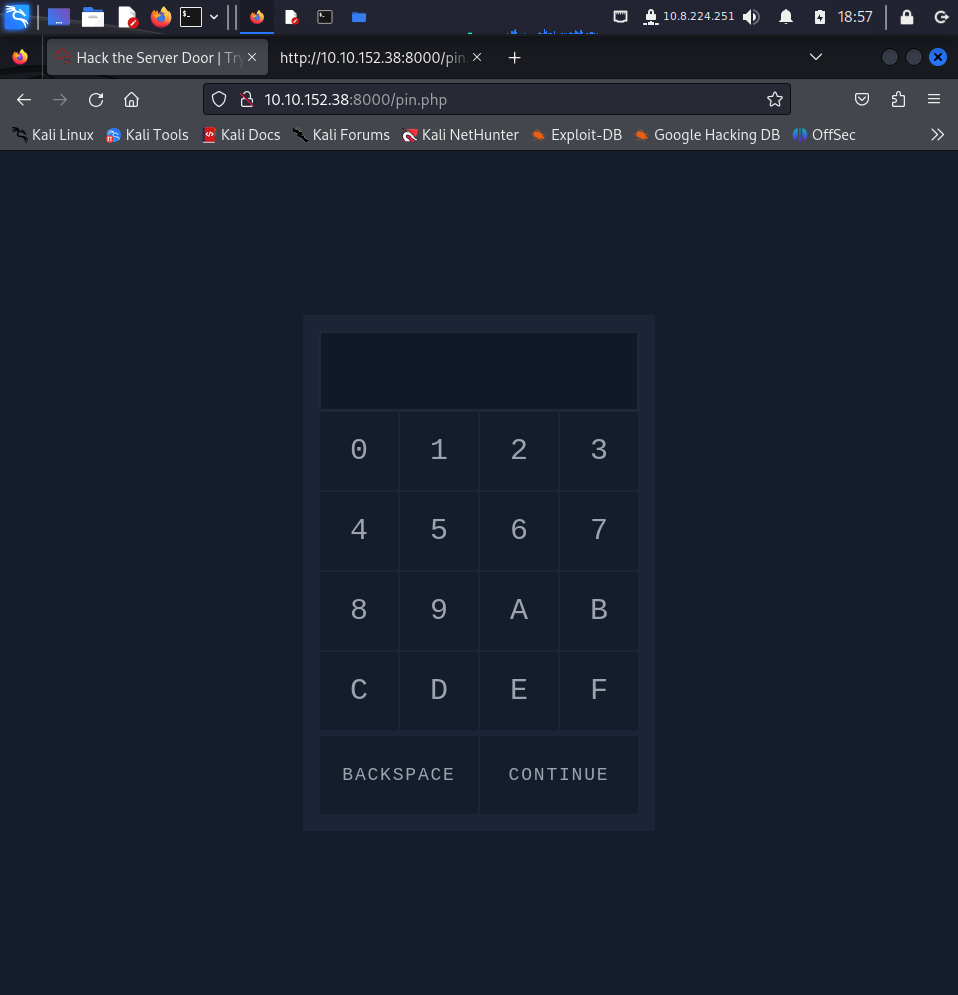 10.8.224.251 18:57
Hack the Server Door | Try http://10.10.152.38:8000/pin.
10.10.152.38:8000/pin.php
Kali Linux Kali Tools Kali Docs Kali Forums Kali NetHunter Exploit-DB Google Hacking DB OffSec
0 1 2 3
4 5 6 7
8 9 A B
C D E F
BACKSPACE CONTINUE